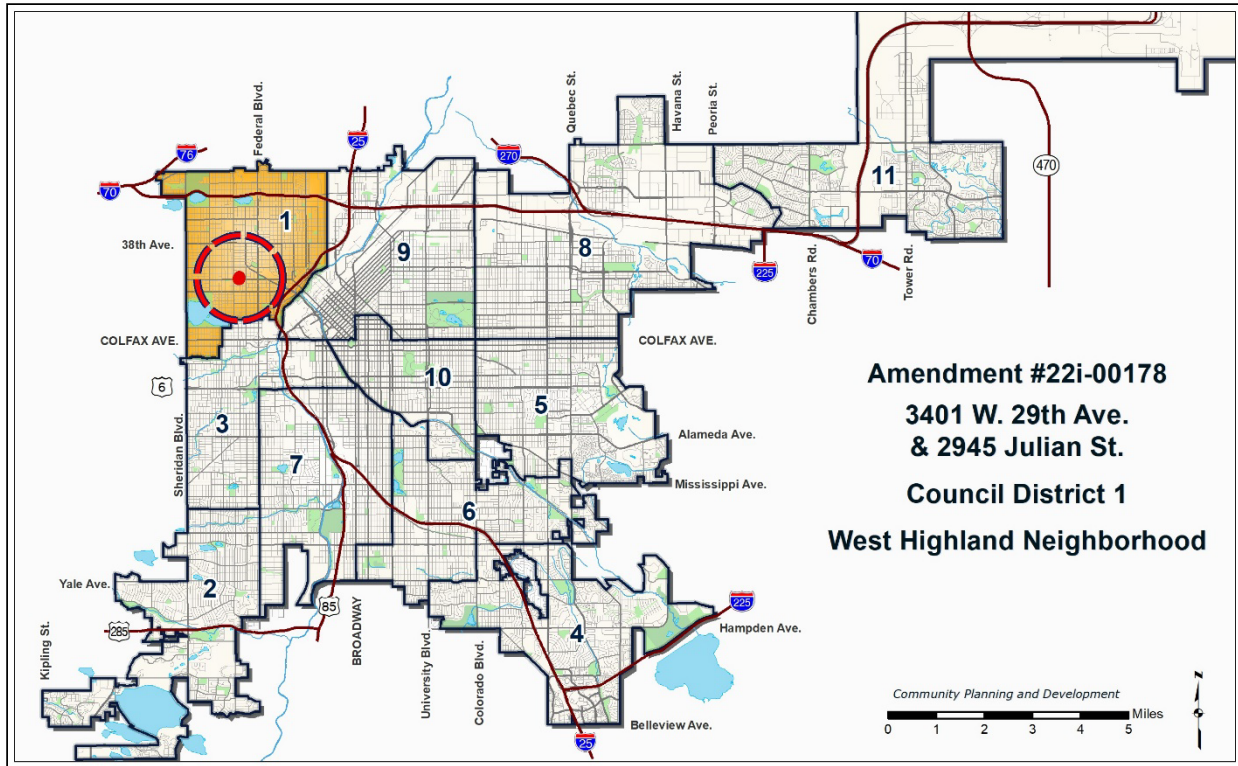 Federal Blvd.
Quebec St.
Havana St.
Peoria St.
76
25
270
70
470
1
11
38th Ave.
9
8
225
70
Chambers Rd.
Tower Rd.
COLFAX AVE.
COLFAX AVE.
6
10
5
3
Sheridan Blvd.
7
Alameda Ave.
Mississippi Ave.
6
Yale Ave.
2
85
BROADWAY
285
225
Hampden Ave.
4
Kipling St.
University Blvd.
Colorado Blvd.
Belleview Ave.
25
Amendment #22i-00178
3401 W. 29th Ave.
& 2945 Julian St.
Council District 1
West Highland Neighborhood
Community Planning and Development
Miles
0 1 2 3 4 5
N